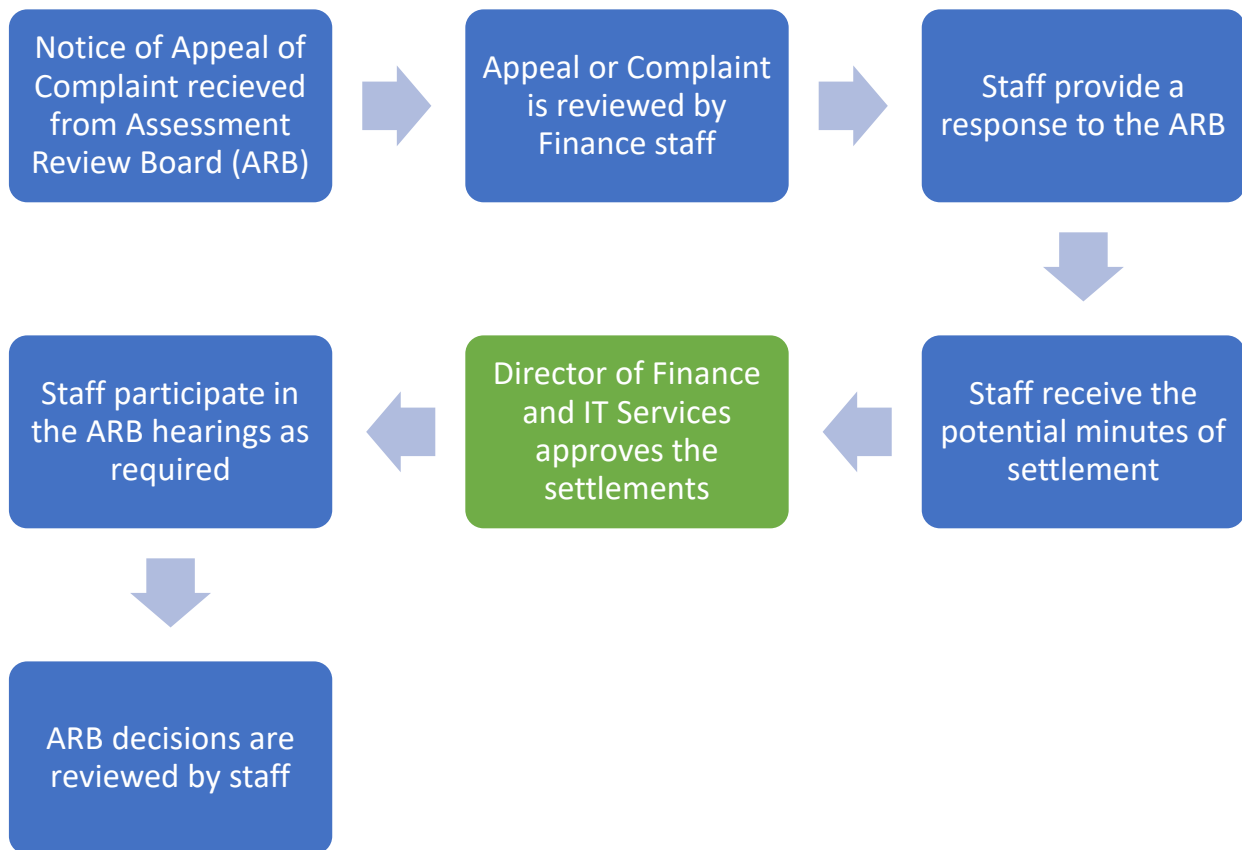 Notice of Appeal of
Complaint recieved
from Assessment
Review Board (ARB)
Appeal or Complaint
is reviewed by
Finance staff
Staff provide a
response to the ARB
Staff receive the
potential minutes of
settlement
Director of Finance
and IT Services
approves the
settlements
Staff participate in
the ARB hearings as
required
ARB decisions are
reviewed by staff